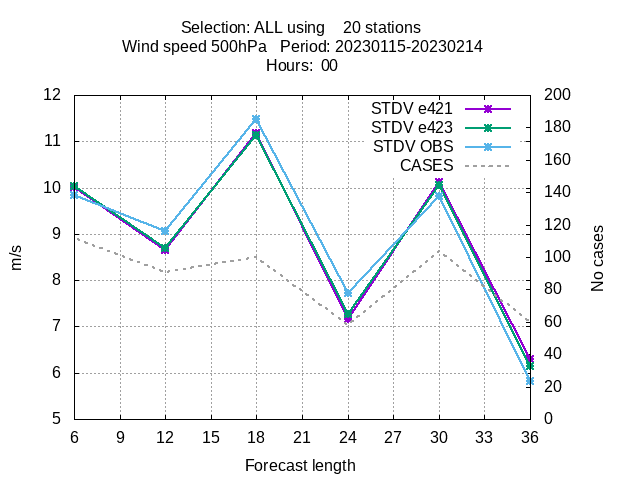 Selection: ALL using    20 stations
Wind speed 500hPa   Period: 20230115-20230214
Hours:  00
STDV e421
STDV e423
STDV OBS
CASES
12
11
10
9
8
7
6
5
m/s
200
180
160
140
120
100
80
60
40
20
0
No cases
6 9 12 15 18 21 24 27 30 33 36
Forecast length